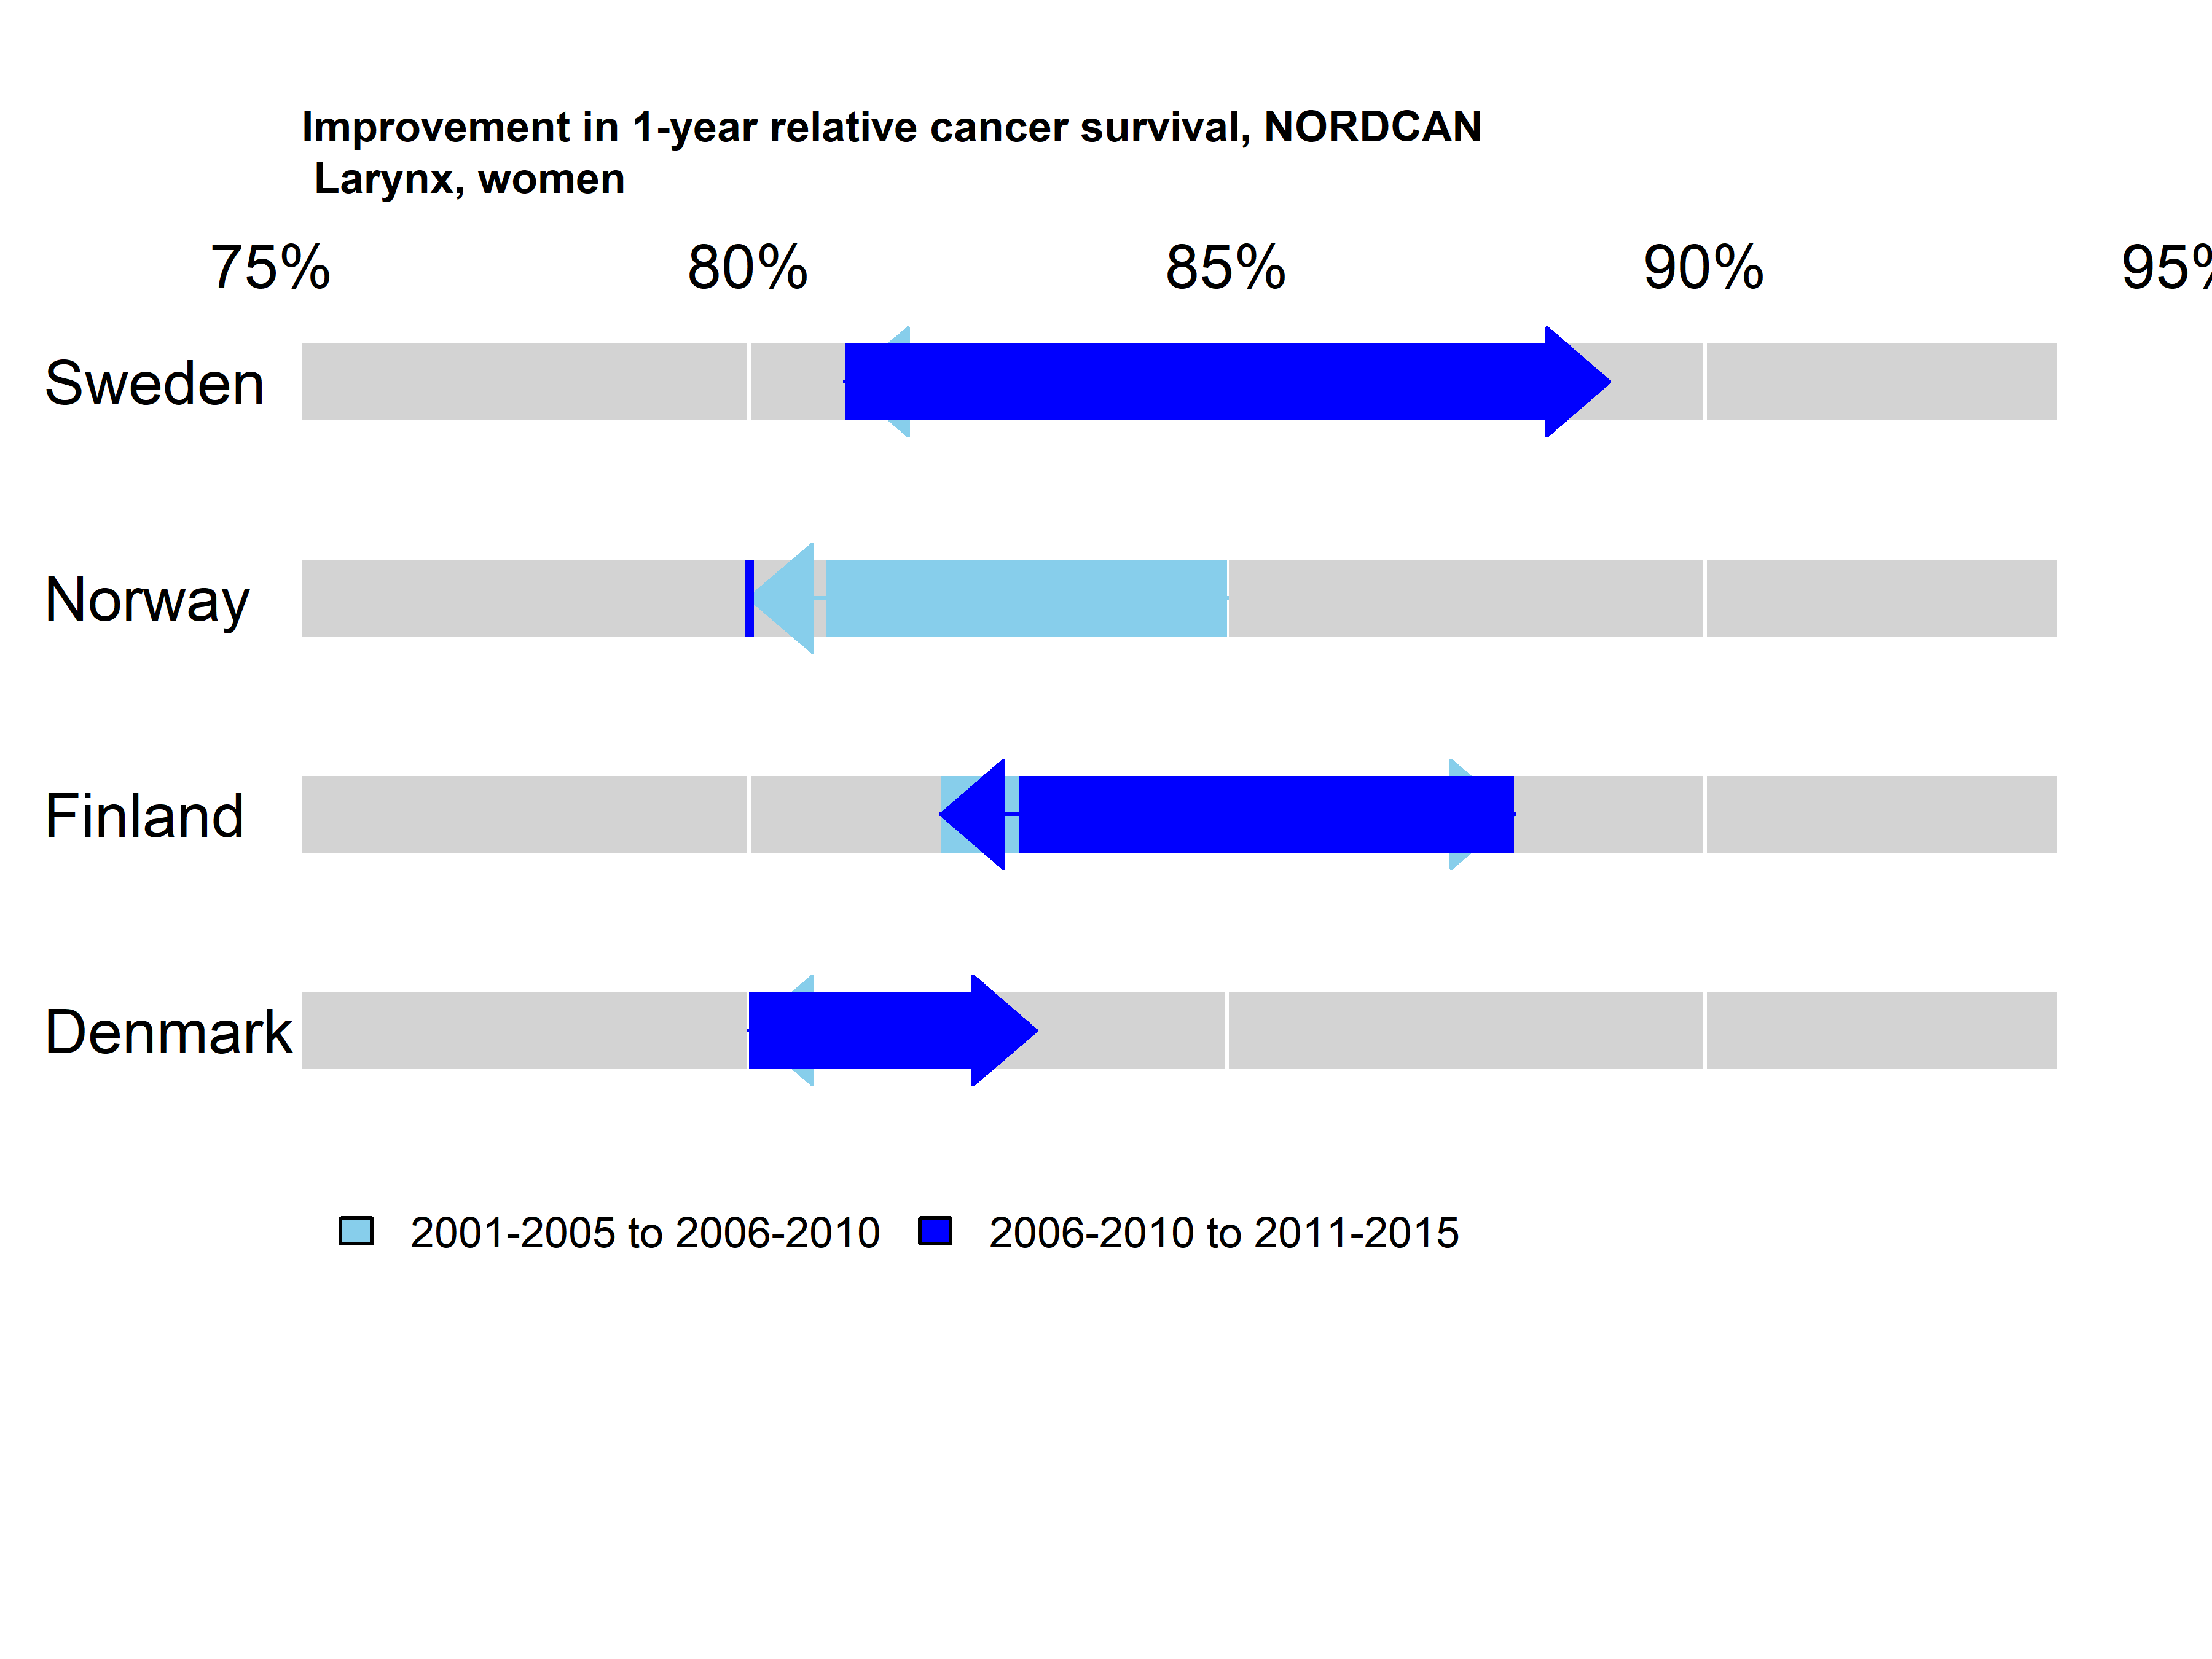 Improvement in 1-year relative cancer survival, NORDCAN
Larynx, women
75% 80% 85% 90% 95%
Sweden
Norway
Finland
Denmark
2001-2005 to 2006-2010 2006-2010 to 2011-2015